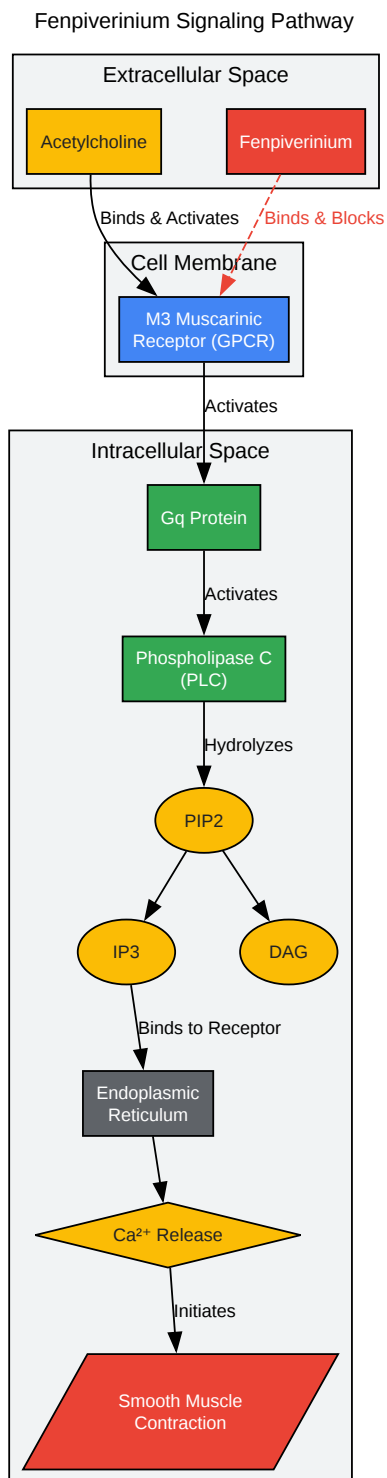 Fenpiverinium Signaling Pathway
Extracellular Space
Acetylcholine
Fenpiverinium
Binds & Activates
Binds & Blocks
Cell Membrane
M3 Muscarinic
Receptor (GPCR)
Activates
Intracellular Space
Gq Protein
Activates
Phospholipase C
(PLC)
Hydrolyzes
PIP2
IP3
DAG
Binds to Receptor
Endoplasmic
Reticulum
Ca²⁺ Release
Initiates
Smooth Muscle
Contraction